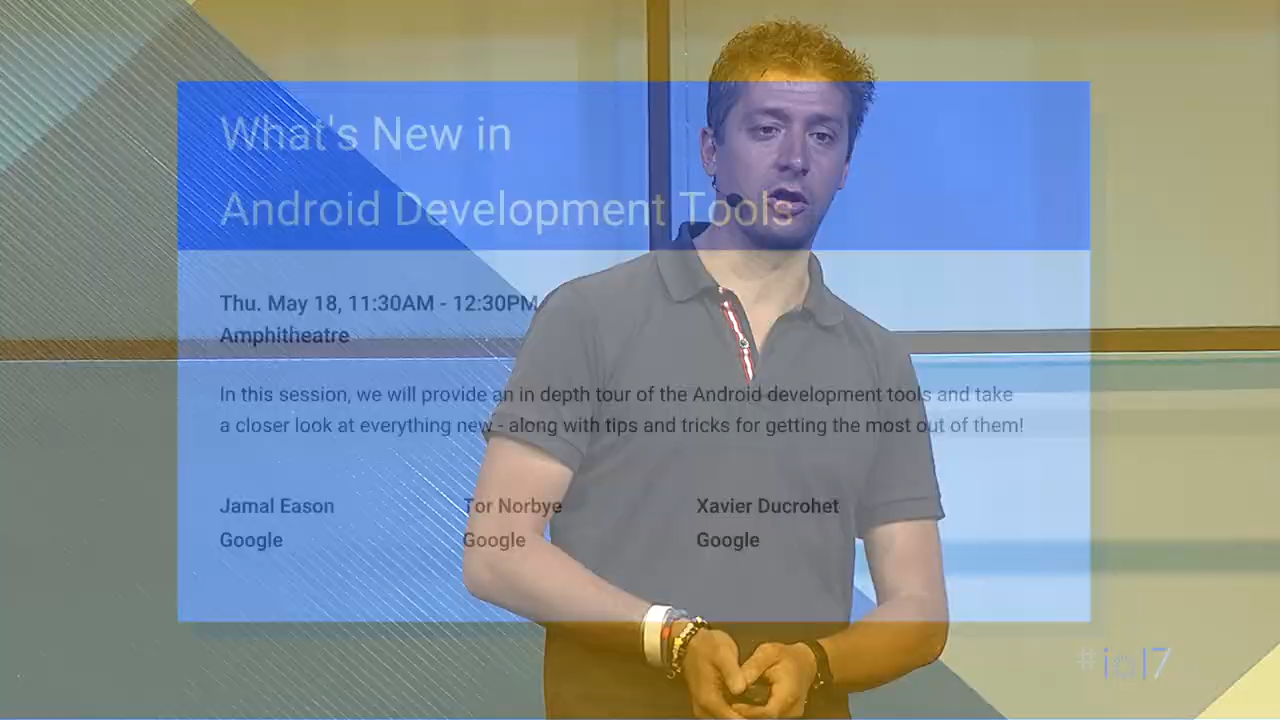 What's New in
Android Development Tools
Thu. May 18, 11:30AM - 12:30PM
Amphitheatre
In this session, we will provide an in depth tour of the Android development tools and take
a closer look at everything new - along with tips and tricks for getting the most out of them!
Jamal Eason Tor Norbye Xavier Ducrohet
Google Google Google
#io17